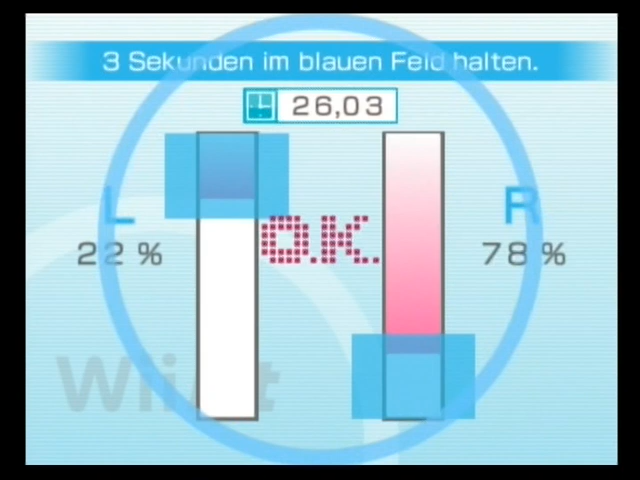 3 Sekunden im blauen Feld halten.
26,03
L
R
22 %
O.K.
78 %